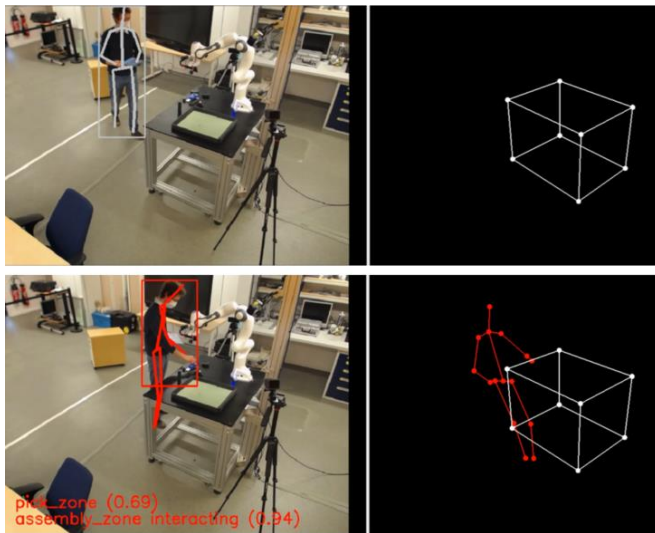 pick_zone (0.69)
assembly_zone interacting (0.94)